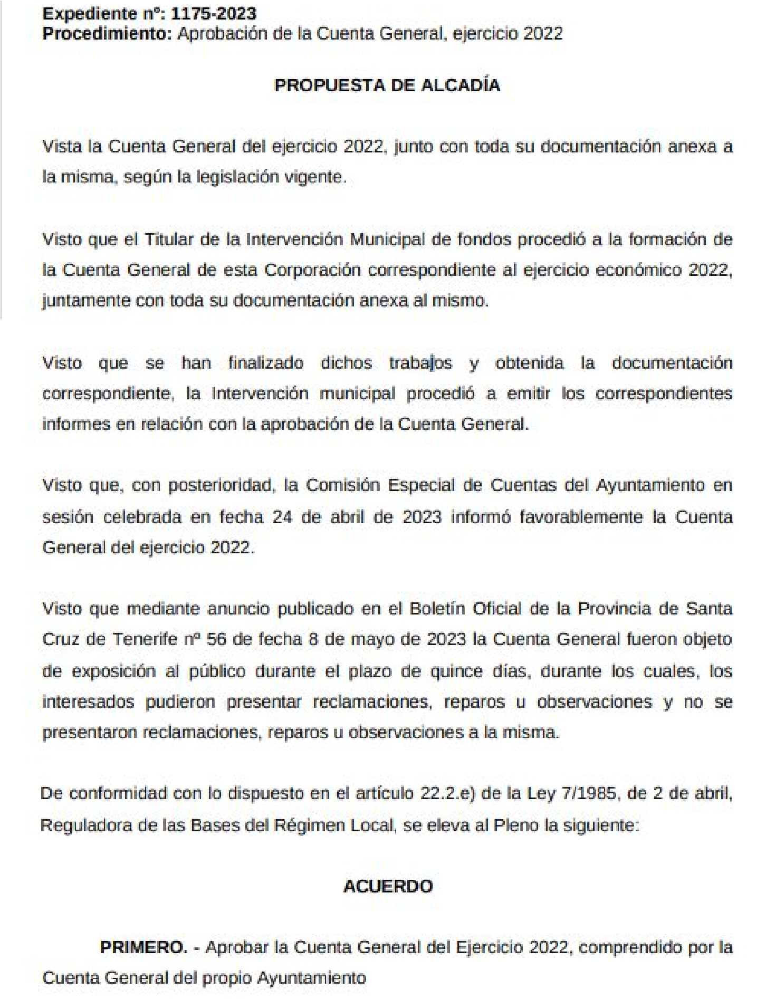 Expediente nº: 1175-2023
Procedimiento: Aprobación de la Cuenta General, ejercicio 2022
PROPUESTA DE ALCADÍA
Vista la Cuenta General del ejercicio 2022, junto con toda su documentación anexa a
la misma, según la legislación vigente.
Visto que el Titular de la Intervención Municipal de fondos procedió a la formación de
la Cuenta General de esta Corporación correspondiente al ejercicio económico 2022,
juntamente con toda su documentación anexa al mismo.
Visto que se han finalizado dichos trabajos y obtenida la documentación
correspondiente, la Intervención municipal procedió a emitir los correspondientes
informes en relación con la aprobación de la Cuenta General.
Visto que, con posterioridad, la Comisión Especial de Cuentas del Ayuntamiento en
sesión celebrada en fecha 24 de abril de 2023 informó favorablemente la Cuenta
General del ejercicio 2022.
Visto que mediante anuncio publicado en el Boletín Oficial de la Provincia de Santa
Cruz de Tenerife nº 56 de fecha 8 de mayo de 2023 la Cuenta General fueron objeto
de exposición al público durante el plazo de quince días, durante los cuales, los
interesados pudieron presentar reclamaciones, reparos u observaciones y no se
presentaron reclamaciones, reparos u observaciones a la misma.
De conformidad con lo dispuesto en el artículo 22.2.e) de la Ley 7/1985, de 2 de abril,
Reguladora de las Bases del Régimen Local, se eleva al Pleno la siguiente:
ACUERDO
PRIMERO. - Aprobar la Cuenta General del Ejercicio 2022, comprendido por la
Cuenta General del propio Ayuntamiento